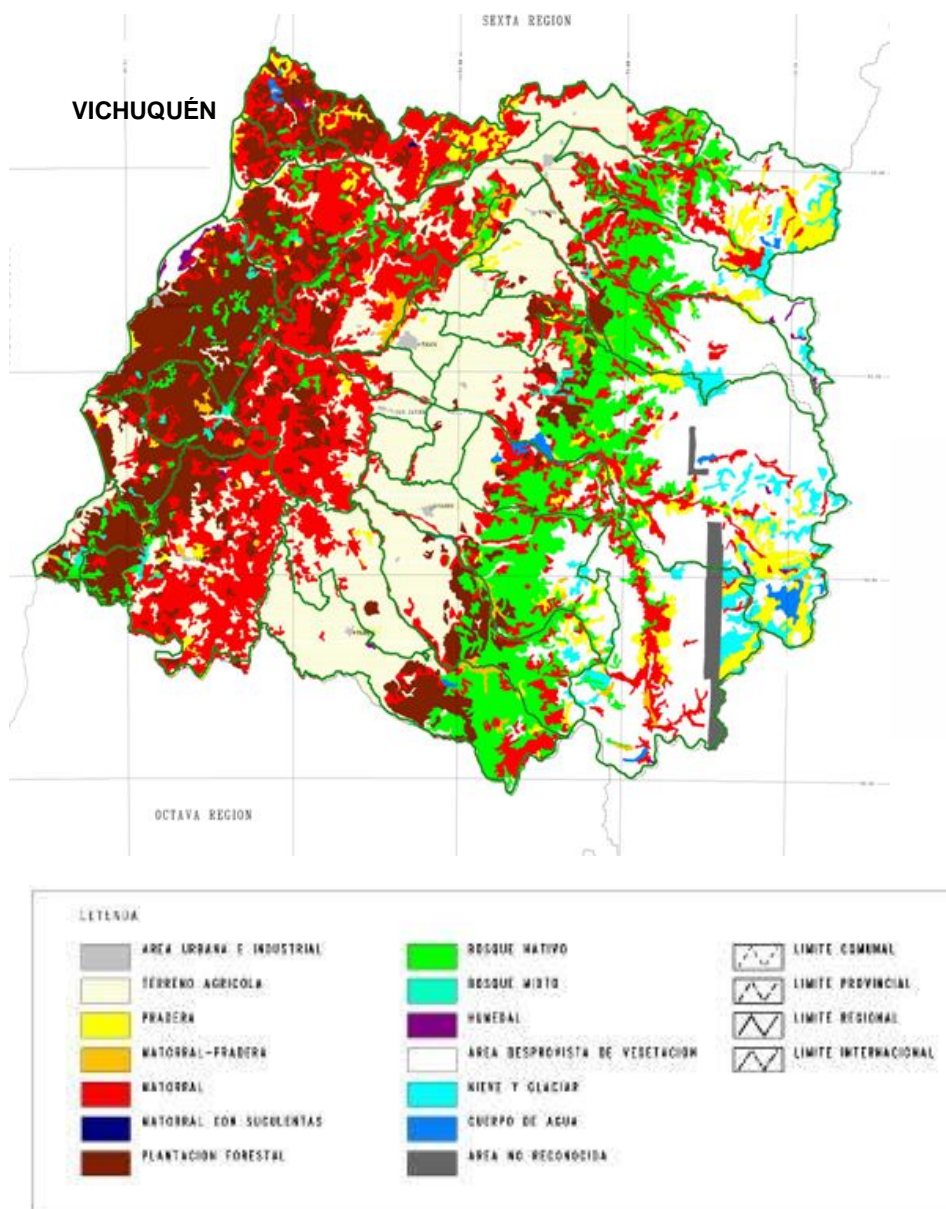 SEXTA REGION
VICHUQUÉN
OCTAVA REGION
LEYENDA
AREA URBANA E INDUSTRIAL
TERRENO AGRICOLA
PRADERA
MATORRAL-PRADERA
MATORRAL
MATORRAL CON SUCULENTAS
PLANTACION FORESTAL
BOSQUE NATIVO
BOSQUE MIXTO
HUMEDAL
AREA DESPROVISTA DE VEGETACION
NIEVE Y GLACIAR
CUERPO DE AGUA
AREA NO RECONOCIDA
LIMITE COMUNAL
LIMITE PROVINCIAL
LIMITE REGIONAL
LIMITE INTERNACIONAL